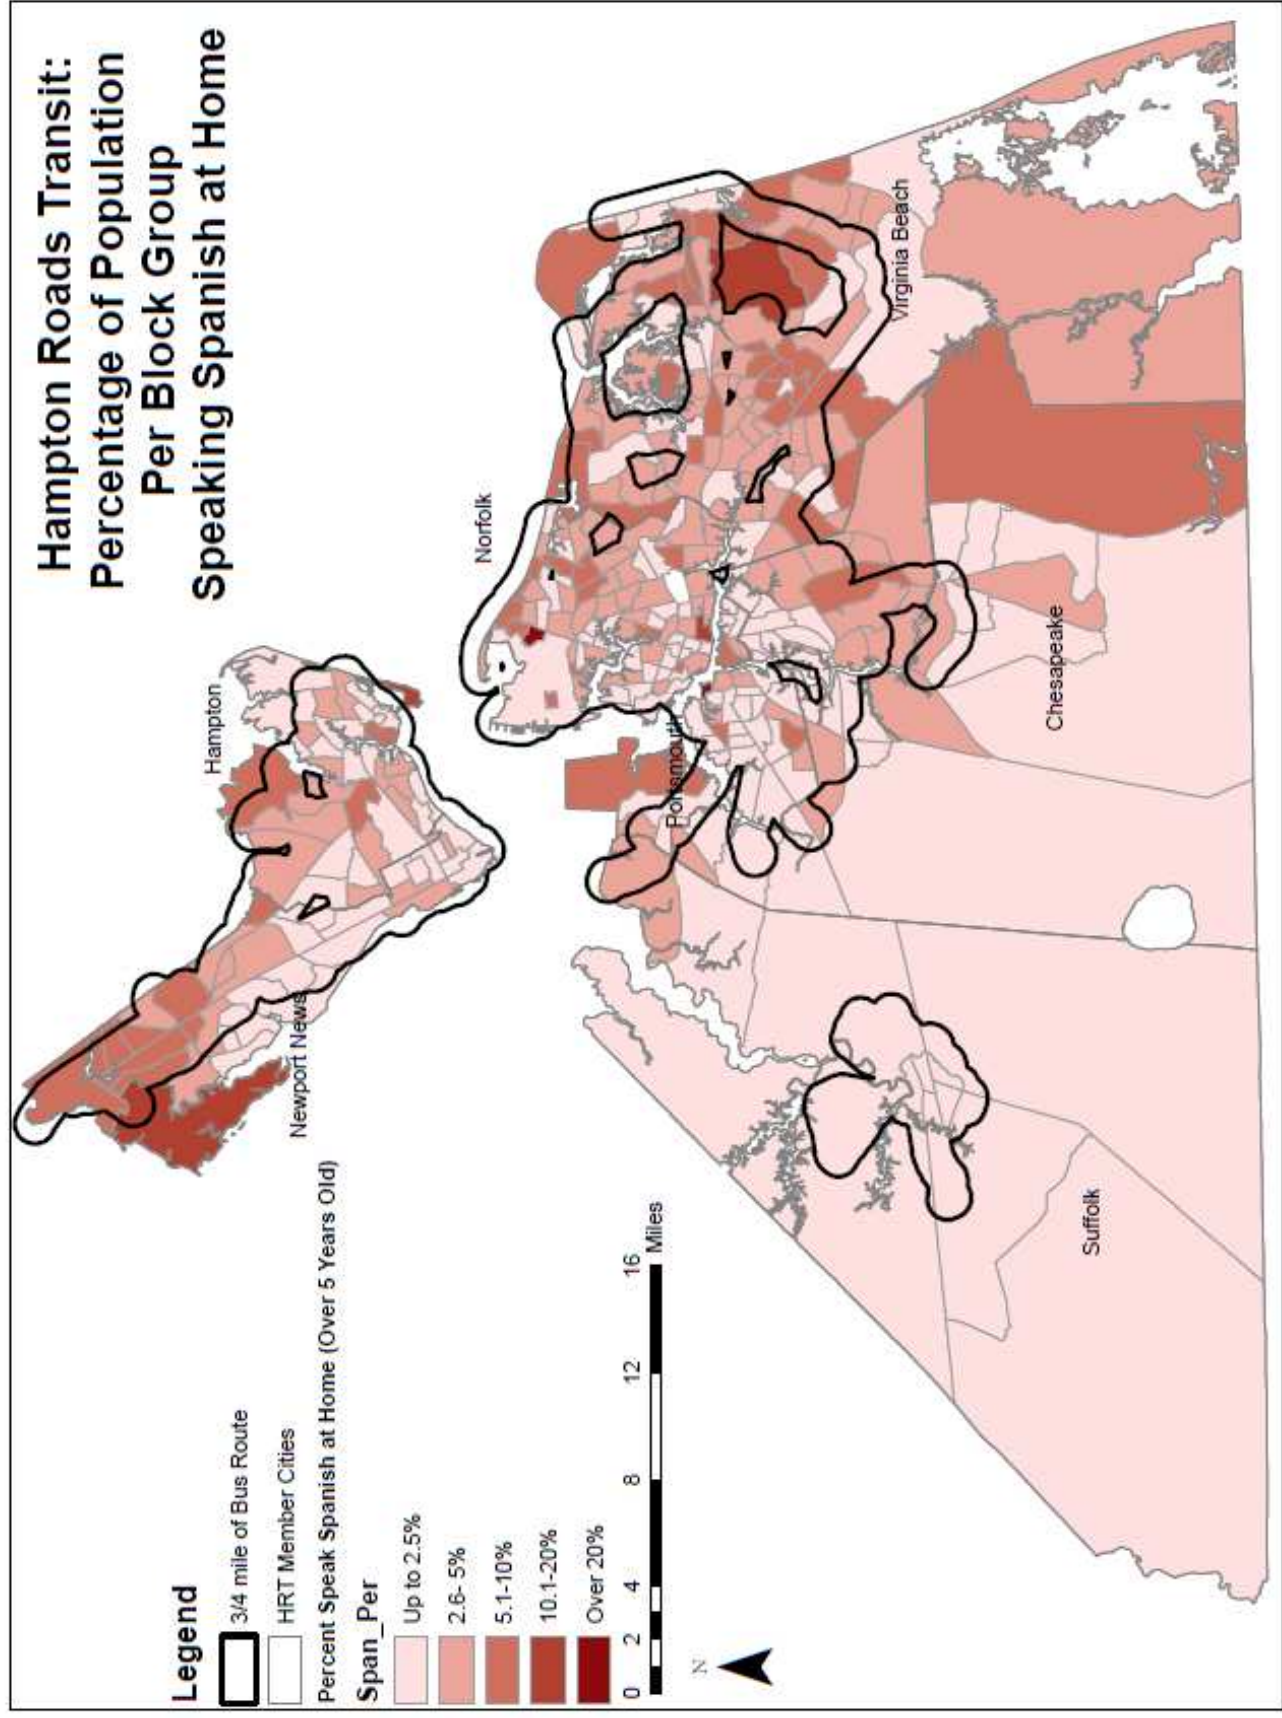 Hampton Roads Transit:
Percentage of Population
Per Block Group
Speaking Spanish at Home
Legend
3/4 mile of Bus Route
HRT Member Cities
Percent Speak Spanish at Home (Over 5 Years Old)
Span_Per
Up to 2.5%
2.6- 5%
5.1-10%
10.1-20%
Over 20%
0 2 4 8 12 16
Miles
N
Newport News
Hampton
Norfolk
Portsmouth
Virginia Beach
Chesapeake
Suffolk